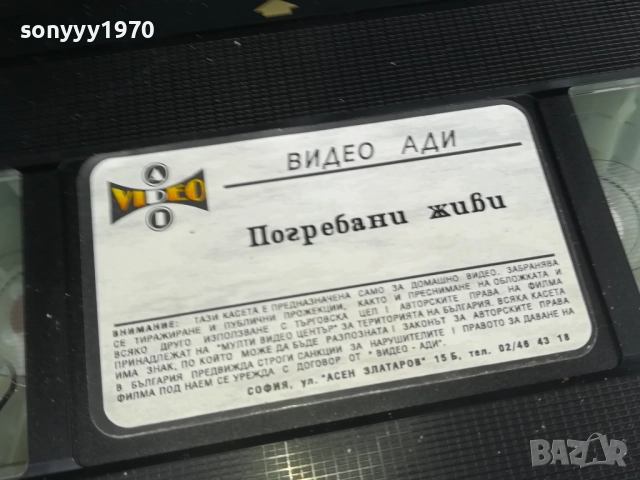 sonyyy1970
ВИДЕО АДИ
VIDEO
Погребани живи
ВНИМАНИЕ: ТАЗИ КАСЕТА Е ПРЕДНАЗНАЧЕНА САМО ЗА ДОМАШНО ВИДЕО. ЗАБРАНЯВА
СЕ ТИРАЖИРАНЕ И ПУБЛИЧНИ ПРОЖЕКЦИИ, КАКТО И ПРЕСНИМАНЕ НА ОБЛОЖКАТА И
ВСЯКО ДРУГО ИЗПОЛЗВАНЕ С ТЪРГОВСКА ЦЕЛ ! АВТОРСКИТЕ ПРАВА НА ФИЛМА
ПРИНАДЛЕЖАТ НА "МУЛТИ ВИДЕО ЦЕНТЪР" ЗА ТЕРИТОРИЯТА НА БЪЛГАРИЯ. ВСЯКА КАСЕТА
ИМА ЗНАК, ПО КОЙТО МОЖЕ ДА БЪДЕ РАЗПОЗНАТА ! ЗАКОНЪТ ЗА АВТОРСКИТЕ ПРАВА
В БЪЛГАРИЯ ПРЕДВИЖДА СТРОГИ САНКЦИИ ЗА НАРУШИТЕЛИТЕ ! ПРАВОТО ЗА ДАВАНЕ НА
ФИЛМА ПОД НАЕМ СЕ УРЕЖДА С ДОГОВОР ОТ "ВИДЕО - АДИ".
СОФИЯ, ул. "АСЕН ЗЛАТАРОВ" 15 Б, тел. 02/46 43 18
BAZAR
bg